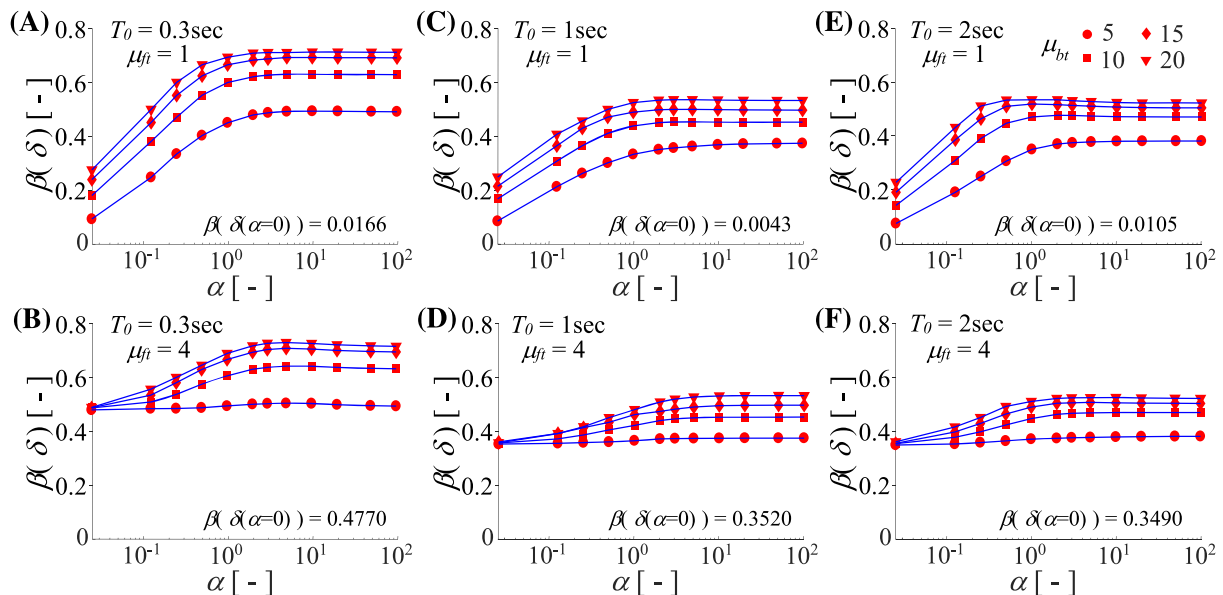 (A)
T₀ = 0.3sec
μft = 1
0.8
0.6
0.4
0.2
0
β( δ ) [ - ]
β( δ(α=0) ) = 0.0166
10⁻¹ 10⁰ 10¹ 10²
α [ - ]
(C)
T₀ = 1sec
μft = 1
0.8
0.6
0.4
0.2
0
β( δ ) [ - ]
β( δ(α=0) ) = 0.0043
10⁻¹ 10⁰ 10¹ 10²
α [ - ]
(E)
T₀ = 2sec
μft = 1
μbt
5 15
10 20
0.8
0.6
0.4
0.2
0
β( δ ) [ - ]
β( δ(α=0) ) = 0.0105
10⁻¹ 10⁰ 10¹ 10²
α [ - ]
(B)
T₀ = 0.3sec
μft = 4
0.8
0.6
0.4
0.2
0
β( δ ) [ - ]
β( δ(α=0) ) = 0.4770
10⁻¹ 10⁰ 10¹ 10²
α [ - ]
(D)
T₀ = 1sec
μft = 4
0.8
0.6
0.4
0.2
0
β( δ ) [ - ]
β( δ(α=0) ) = 0.3520
10⁻¹ 10⁰ 10¹ 10²
α [ - ]
(F)
T₀ = 2sec
μft = 4
0.8
0.6
0.4
0.2
0
β( δ ) [ - ]
β( δ(α=0) ) = 0.3490
10⁻¹ 10⁰ 10¹ 10²
α [ - ]